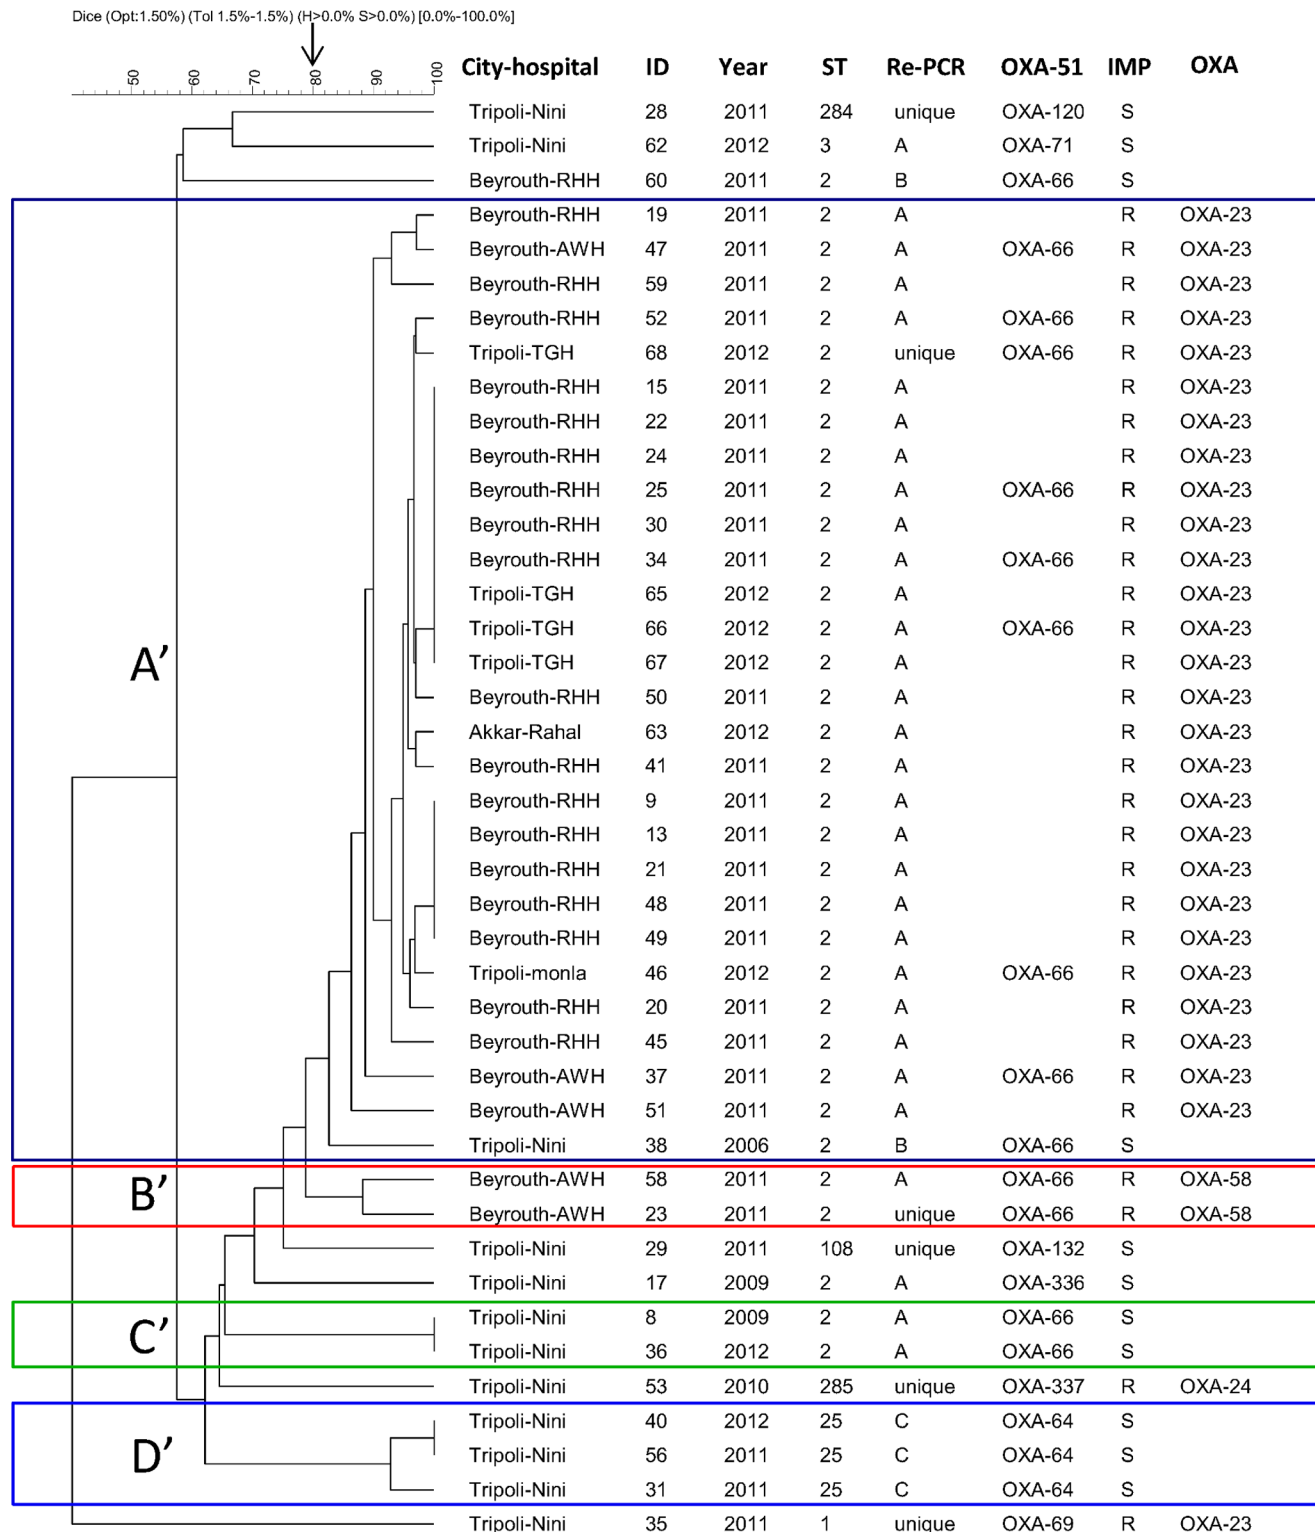 Dice (Opt:1.50%) (Tol 1.5%-1.5%) (H>0.0% S>0.0%) [0.0%-100.0%]
50 60 70 80 90 100 City-hospital ID Year ST Re-PCR OXA-51 IMP OXA
Tripoli-Nini 28 2011 284 unique OXA-120 S
Tripoli-Nini 62 2012 3 A OXA-71 S
Beyrouth-RHH 60 2011 2 B OXA-66 S
Beyrouth-RHH 19 2011 2 A R OXA-23
Beyrouth-AWH 47 2011 2 A OXA-66 R OXA-23
Beyrouth-RHH 59 2011 2 A R OXA-23
Beyrouth-RHH 52 2011 2 A OXA-66 R OXA-23
Tripoli-TGH 68 2012 2 unique OXA-66 R OXA-23
Beyrouth-RHH 15 2011 2 A R OXA-23
Beyrouth-RHH 22 2011 2 A R OXA-23
Beyrouth-RHH 24 2011 2 A R OXA-23
Beyrouth-RHH 25 2011 2 A OXA-66 R OXA-23
Beyrouth-RHH 30 2011 2 A R OXA-23
Beyrouth-RHH 34 2011 2 A OXA-66 R OXA-23
Tripoli-TGH 65 2012 2 A R OXA-23
Tripoli-TGH 66 2012 2 A OXA-66 R OXA-23
A’ Tripoli-TGH 67 2012 2 A R OXA-23
Beyrouth-RHH 50 2011 2 A R OXA-23
Akkar-Rahal 63 2012 2 A R OXA-23
Beyrouth-RHH 41 2011 2 A R OXA-23
Beyrouth-RHH 9 2011 2 A R OXA-23
Beyrouth-RHH 13 2011 2 A R OXA-23
Beyrouth-RHH 21 2011 2 A R OXA-23
Beyrouth-RHH 48 2011 2 A R OXA-23
Beyrouth-RHH 49 2011 2 A R OXA-23
Tripoli-monla 46 2012 2 A OXA-66 R OXA-23
Beyrouth-RHH 20 2011 2 A R OXA-23
Beyrouth-RHH 45 2011 2 A R OXA-23
Beyrouth-AWH 37 2011 2 A OXA-66 R OXA-23
Beyrouth-AWH 51 2011 2 A R OXA-23
Tripoli-Nini 38 2006 2 B OXA-66 S
B’ Beyrouth-AWH 58 2011 2 A OXA-66 R OXA-58
Beyrouth-AWH 23 2011 2 unique OXA-66 R OXA-58
Tripoli-Nini 29 2011 108 unique OXA-132 S
Tripoli-Nini 17 2009 2 A OXA-336 S
C’ Tripoli-Nini 8 2009 2 A OXA-66 S
Tripoli-Nini 36 2012 2 A OXA-66 S
Tripoli-Nini 53 2010 285 unique OXA-337 R OXA-24
Tripoli-Nini 40 2012 25 C OXA-64 S
D’ Tripoli-Nini 56 2011 25 C OXA-64 S
Tripoli-Nini 31 2011 25 C OXA-64 S
Tripoli-Nini 35 2011 1 unique OXA-69 R OXA-23